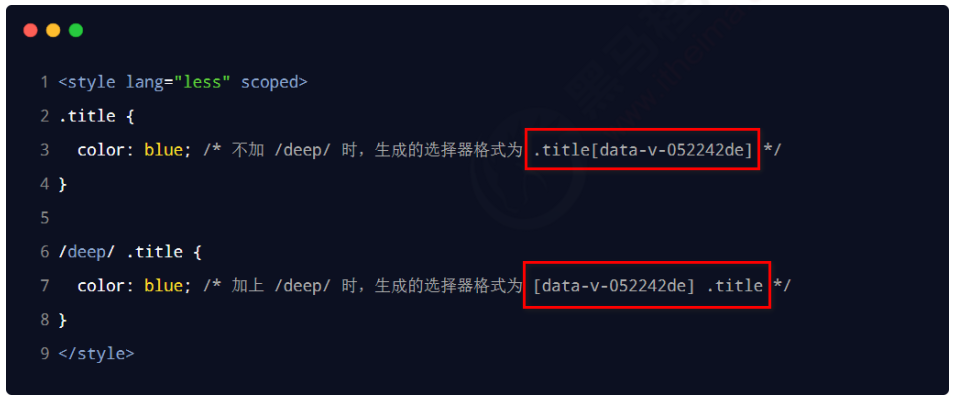 1 <style lang="less" scoped>
2 .title {
3   color: blue; /* 不加 /deep/ 时，生成的选择器格式为 .title[data-v-052242de] */
4 }
5
6 /deep/ .title {
7   color: blue; /* 加上 /deep/ 时，生成的选择器格式为 [data-v-052242de] .title */
8 }
9 </style>